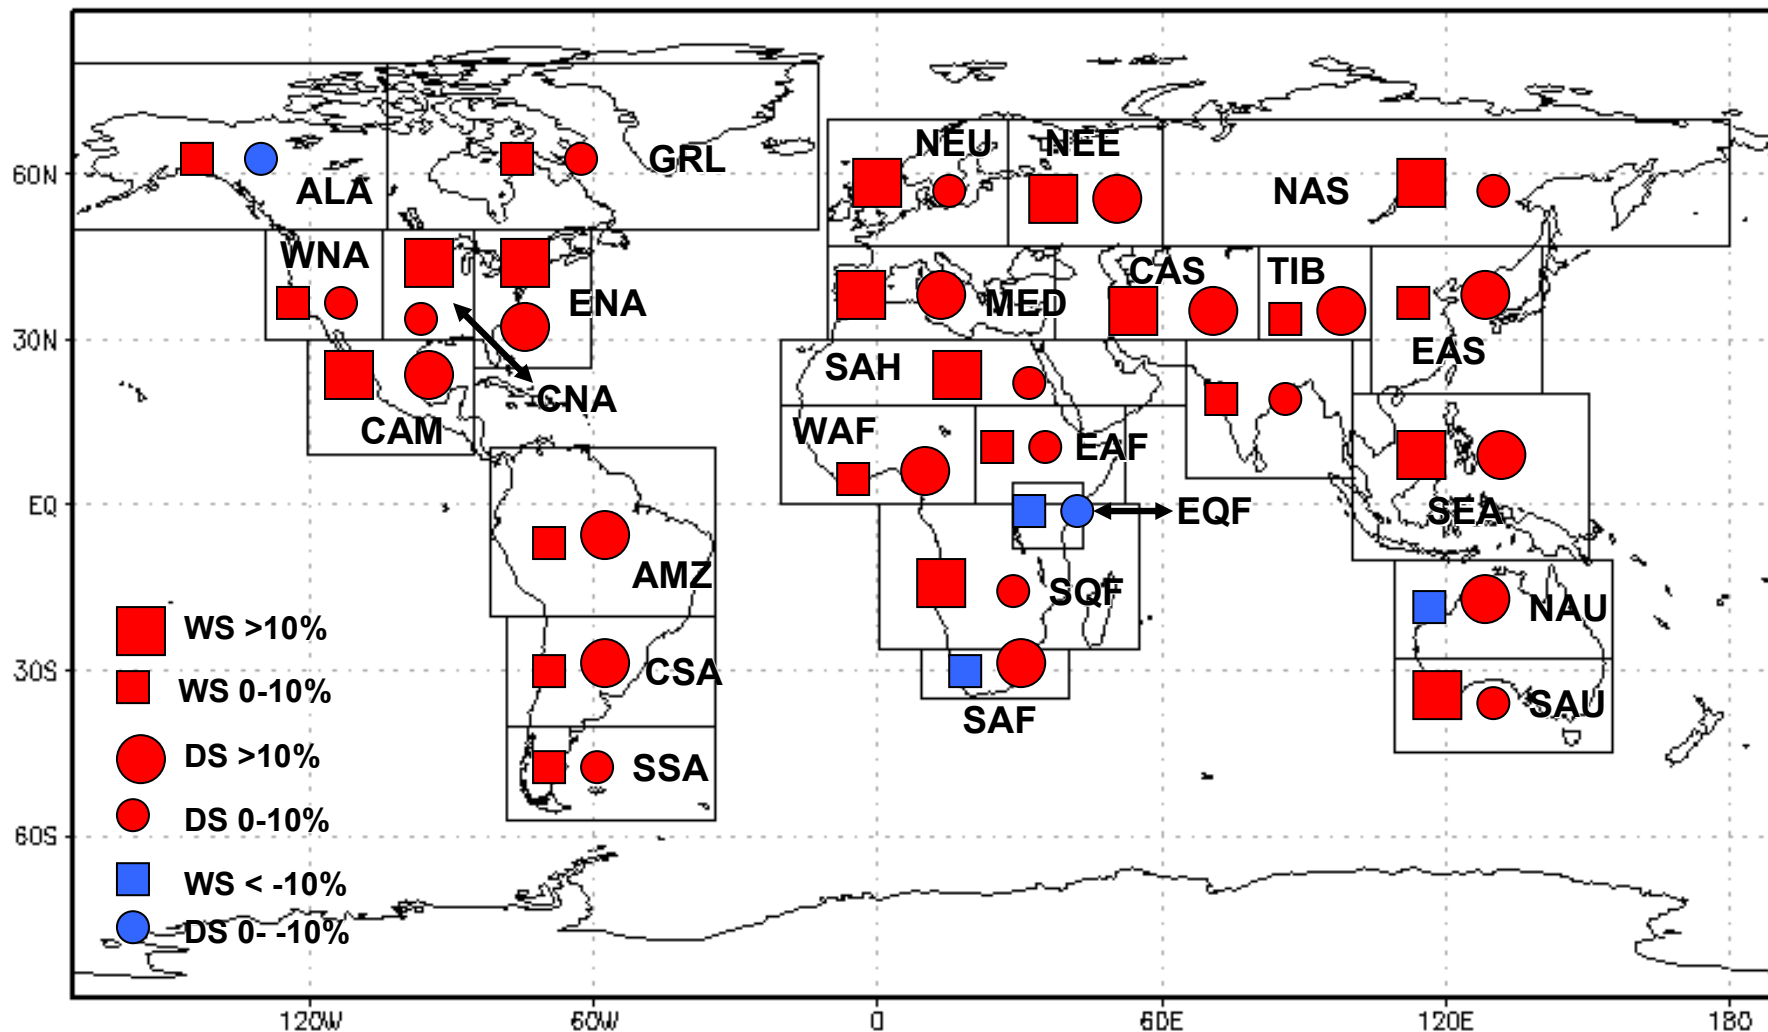 NEU
NEE
GRL
60N
ALA
NAS
WNA
CAS
TIB
ENA
MED
30N
EAS
SAH
CNA
CAM
WAF
EAF
EQ
EQF
SEA
AMZ
SQF
NAU
WS >10%
30S
CSA
WS 0-10%
SAU
SAF
DS >10%
SSA
DS 0-10%
60S
WS < -10%
DS 0- -10%
120W
60W
0
60E
120E
180